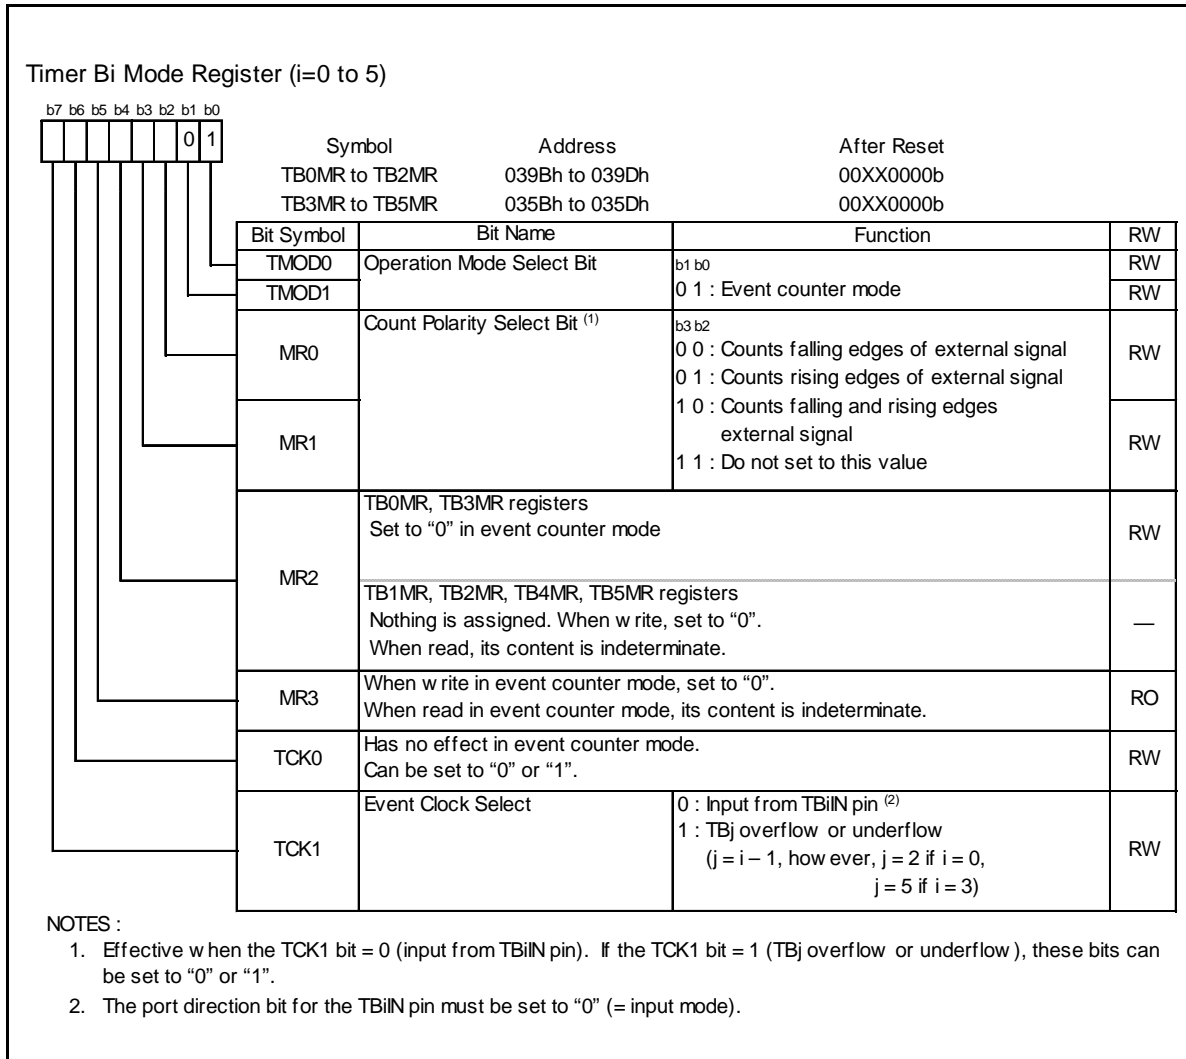 Timer Bi Mode Register (i=0 to 5)
b7 b6 b5 b4 b3 b2 b1 b0
0 1
Symbol Address After Reset
TB0MR to TB2MR 039Bh to 039Dh 00XX0000b
TB3MR to TB5MR 035Bh to 035Dh 00XX0000b
Bit Symbol Bit Name Function RW
TMOD0 Operation Mode Select Bit b1 b0 RW
TMOD1 0 1 : Event counter mode RW
Count Polarity Select Bit (1) b3 b2
MR0 0 0 : Counts falling edges of external signal RW
0 1 : Counts rising edges of external signal
1 0 : Counts falling and rising edges
MR1 external signal RW
1 1 : Do not set to this value
TB0MR, TB3MR registers
Set to “0” in event counter mode RW
MR2
TB1MR, TB2MR, TB4MR, TB5MR registers
Nothing is assigned. When write, set to “0”. —
When read, its content is indeterminate.
MR3 When write in event counter mode, set to “0”. RO
When read in event counter mode, its content is indeterminate.
TCK0 Has no effect in event counter mode. RW
Can be set to “0” or “1”.
Event Clock Select 0 : Input from TBiIN pin (2)
1 : TBj overflow or underflow
TCK1 (j = i – 1, however, j = 2 if i = 0, RW
j = 5 if i = 3)
NOTES :
1. Effective when the TCK1 bit = 0 (input from TBiIN pin). If the TCK1 bit = 1 (TBj overflow or underflow), these bits can
be set to “0” or “1”.
2. The port direction bit for the TBiIN pin must be set to “0” (= input mode).